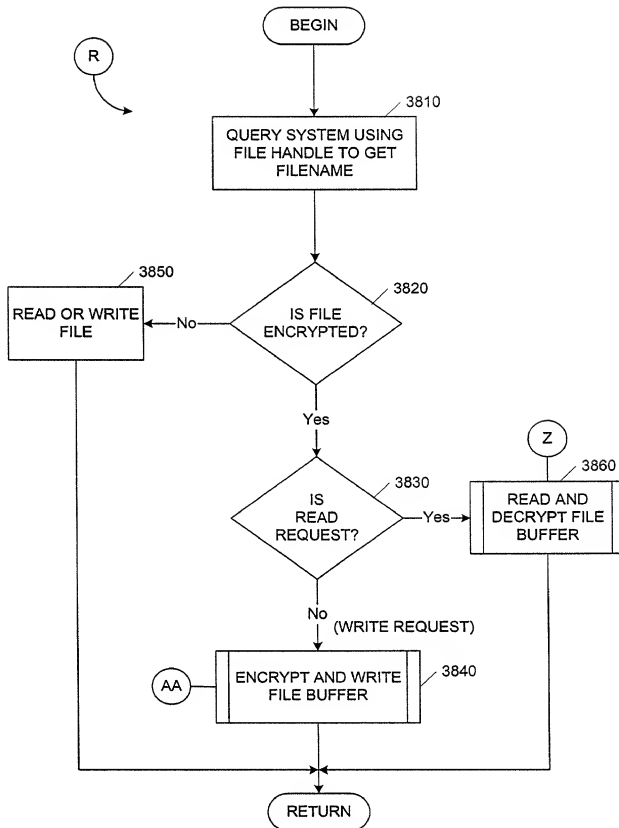 BEGIN
R
3810
QUERY SYSTEM USING
FILE HANDLE TO GET
FILENAME
3850
READ OR WRITE
FILE
No
3820
IS FILE
ENCRYPTED?
Yes
Z
3830
IS
READ
REQUEST?
Yes
3860
READ AND
DECRYPT FILE
BUFFER
No
(WRITE REQUEST)
AA
ENCRYPT AND WRITE
FILE BUFFER
3840
RETURN